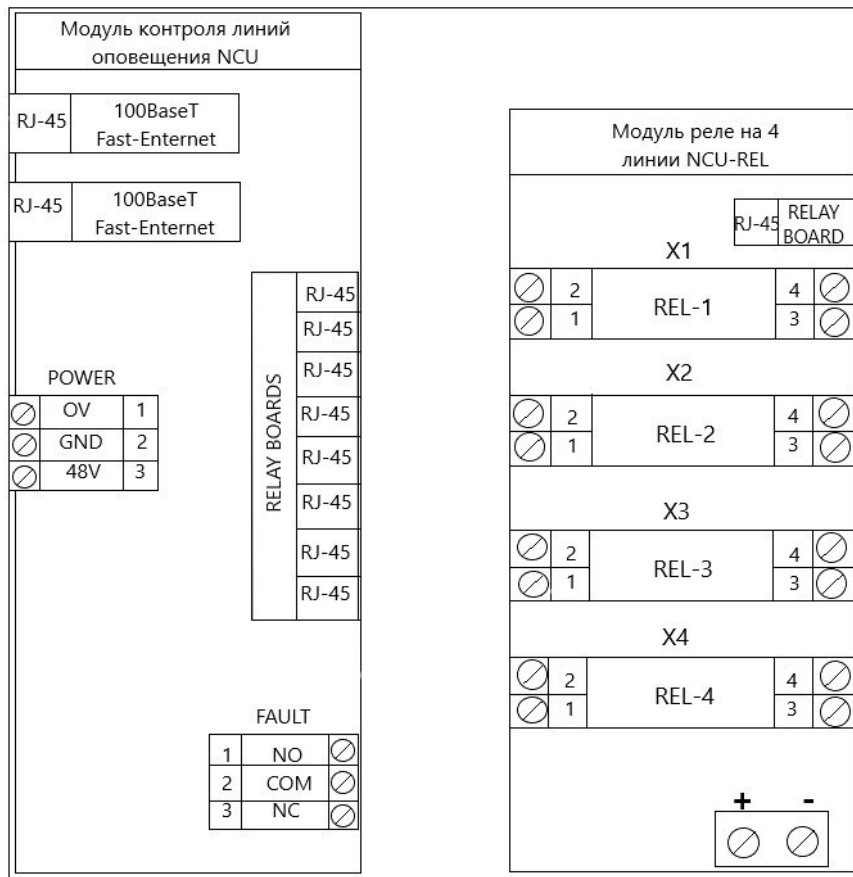 Модуль контроля линий
оповещения NCU
RJ-45
100BaseT
Fast-Enternet
RJ-45
100BaseT
Fast-Enternet
RELAY BOARDS
RJ-45
RJ-45
RJ-45
RJ-45
RJ-45
RJ-45
RJ-45
RJ-45
POWER
OV 1
GND 2
48V 3
FAULT
1 NO
2 COM
3 NC
Модуль реле на 4
линии NCU-REL
RJ-45
RELAY
BOARD
X1
2 4
REL-1
1 3
X2
2 4
REL-2
1 3
X3
2 4
REL-3
1 3
X4
2 4
REL-4
1 3
+ -